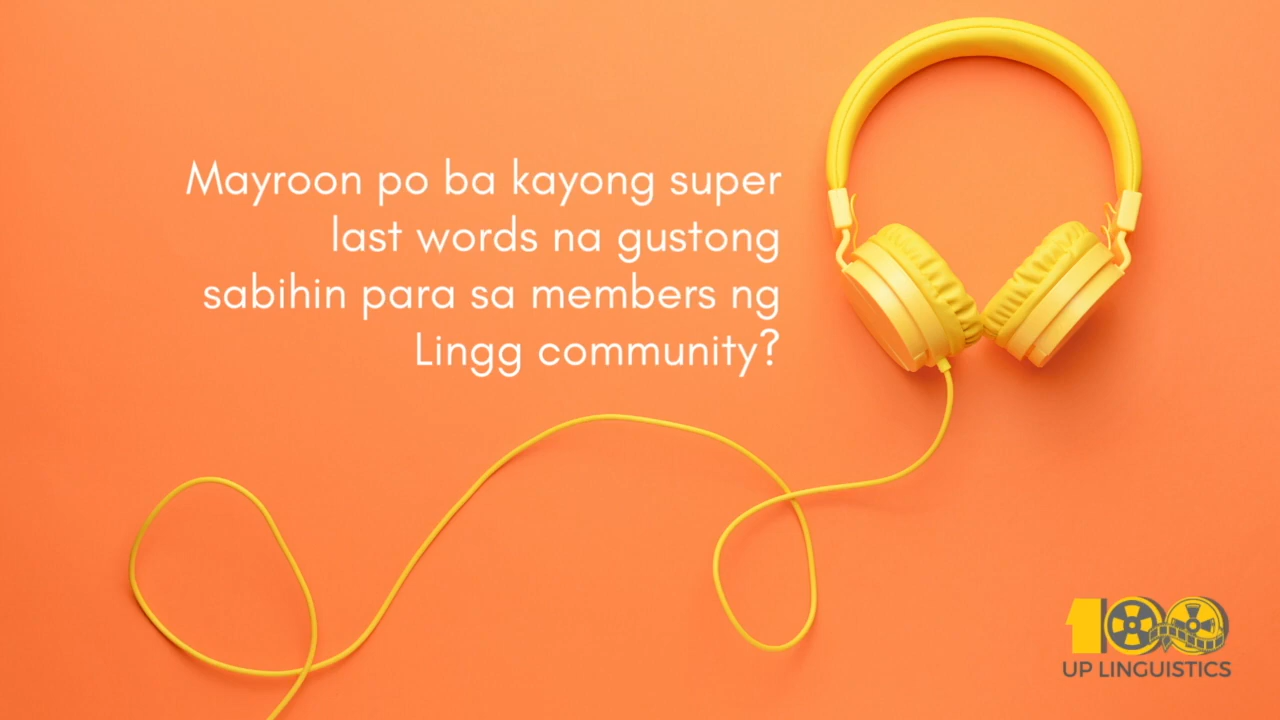 Mayroon po ba kayong super
last words na gustong
sabihin para sa members ng
Lingg community?
100
UP LINGUISTICS